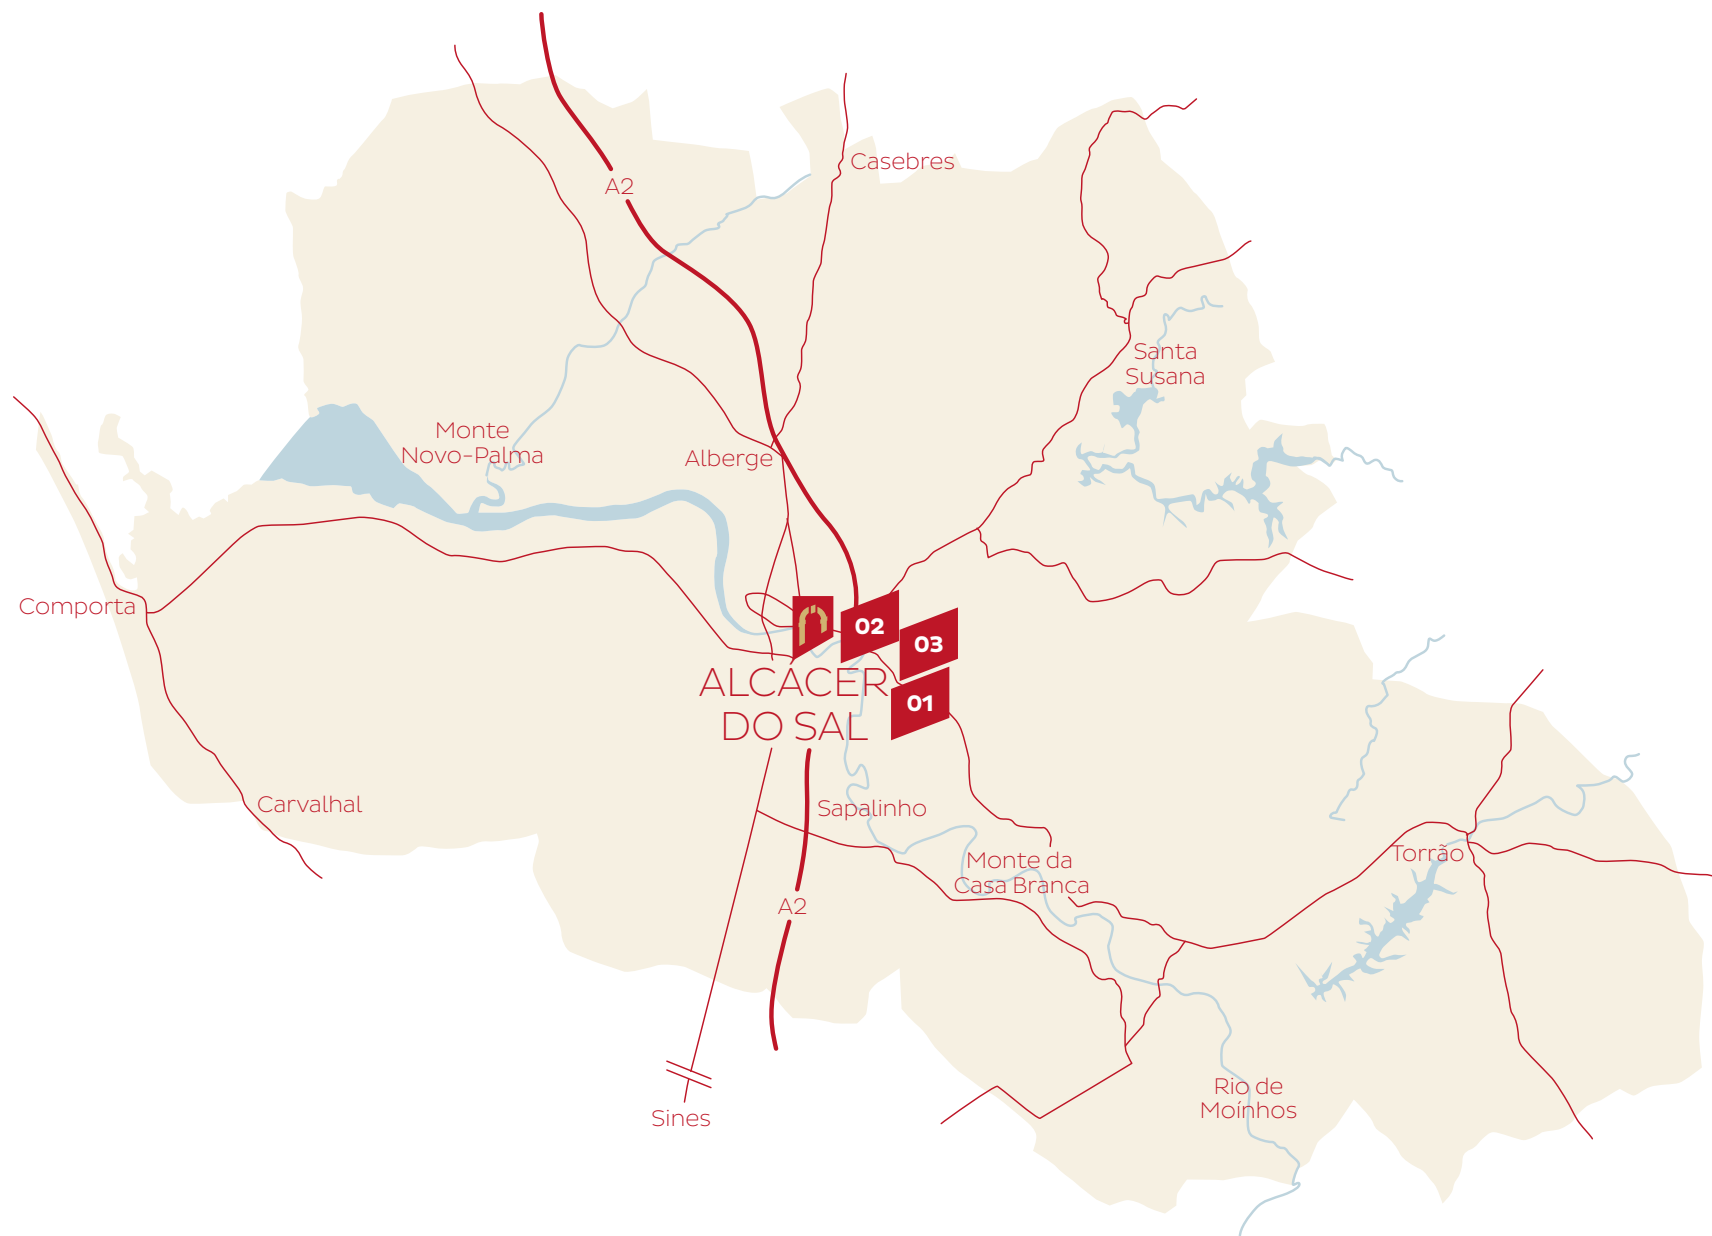 Casebres
A2
Santa
Susana
Monte
Novo-Palma
Alberge
Comporta
02
03
01
ALCÁCER
DO SAL
Carvalhal
Sapalinho
Torrão
Monte da
Casa Branca
A2
Rio de
Moínhos
Sines